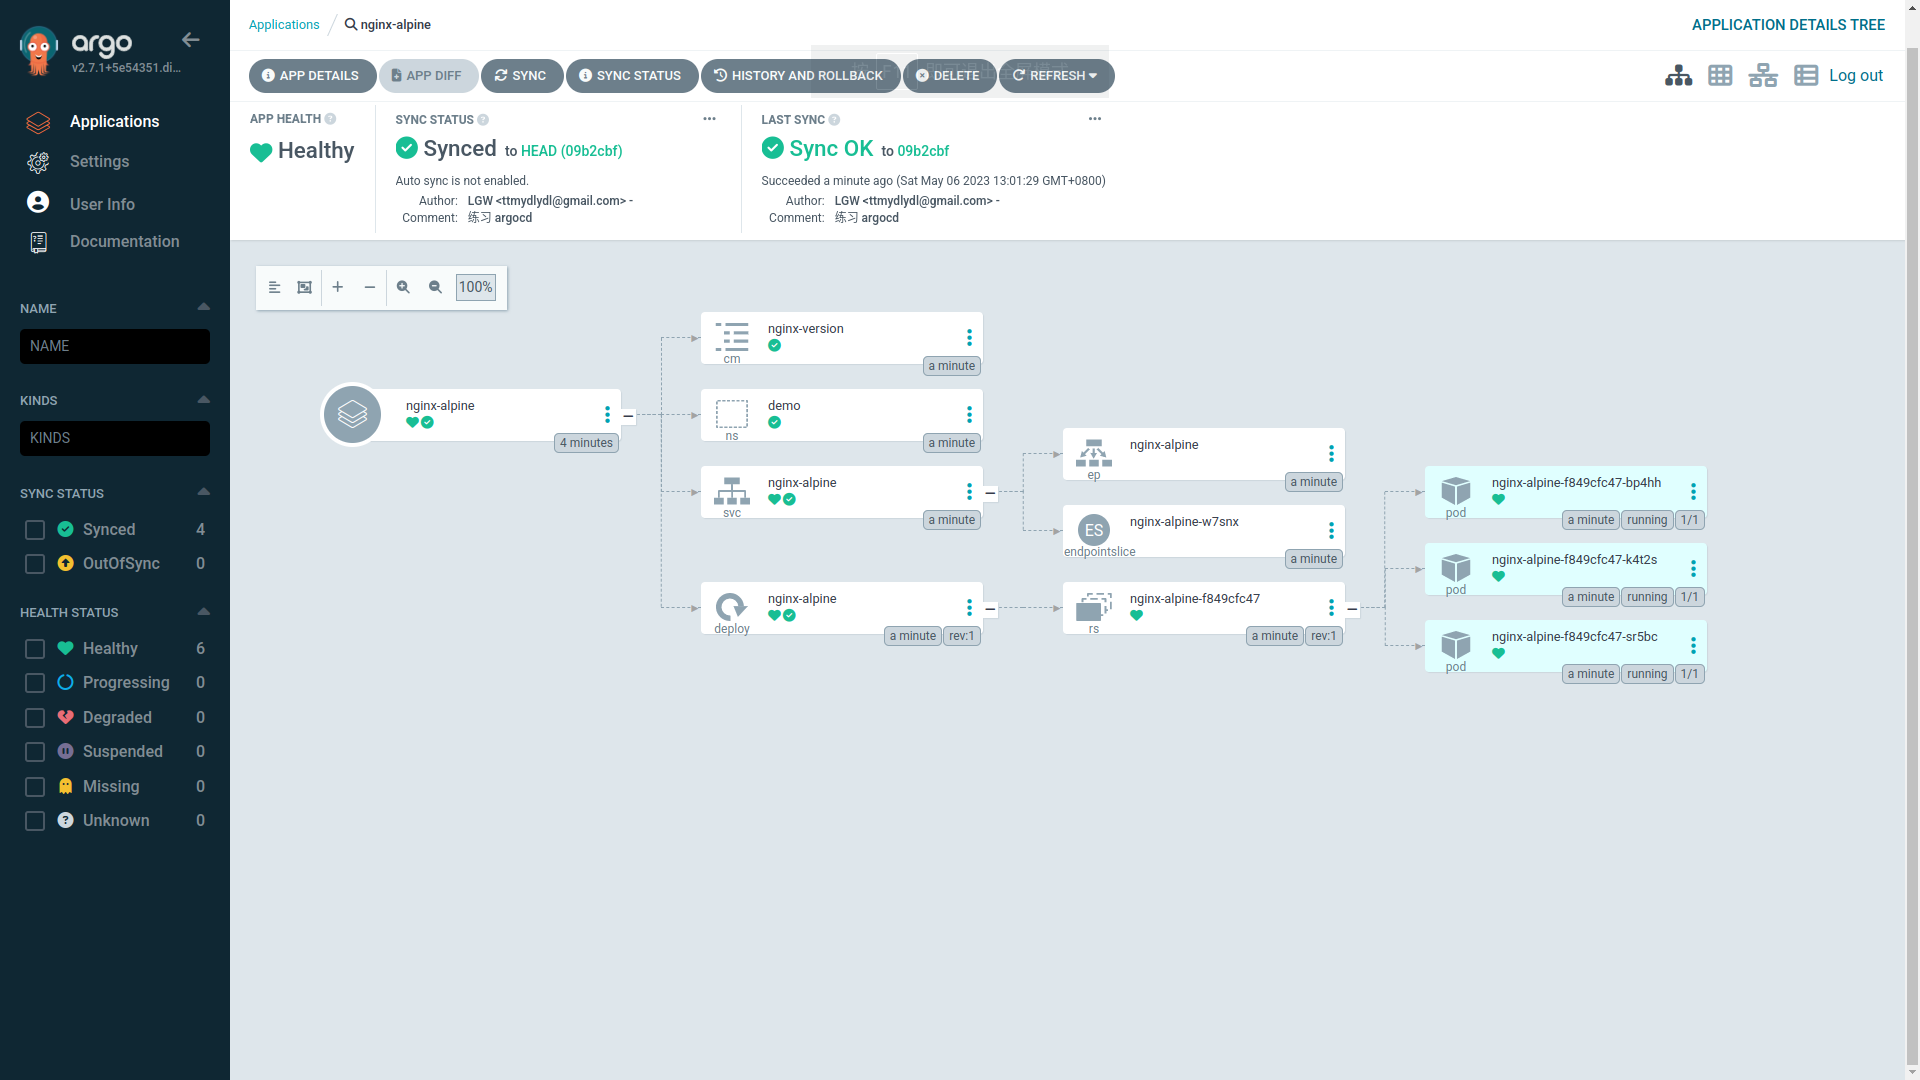 argo
v2.7.1+5e54351.di...
Applications
Settings
User Info
Documentation
NAME
NAME
KINDS
KINDS
SYNC STATUS
Synced 4
OutOfSync 0
HEALTH STATUS
Healthy 6
Progressing 0
Degraded 0
Suspended 0
Missing 0
Unknown 0
Applications / nginx-alpine
APPLICATION DETAILS TREE
APP DETAILS APP DIFF SYNC SYNC STATUS HISTORY AND ROLLBACK DELETE REFRESH
Log out
APP HEALTH
Healthy
SYNC STATUS ...
Synced to HEAD (09b2cbf)
Auto sync is not enabled.
Author: LGW <ttmydlydl@gmail.com> -
Comment: 练习 argocd
LAST SYNC ...
Sync OK to 09b2cbf
Succeeded a minute ago (Sat May 06 2023 13:01:29 GMT+0800)
Author: LGW <ttmydlydl@gmail.com> -
Comment: 练习 argocd
100%
nginx-alpine
4 minutes
nginx-version
cm
a minute
demo
ns
a minute
nginx-alpine
svc
a minute
nginx-alpine
deploy
a minute rev:1
nginx-alpine
ep
a minute
ES
nginx-alpine-w7snx
endpointslice
a minute
nginx-alpine-f849cfc47
rs
a minute rev:1
nginx-alpine-f849cfc47-bp4hh
pod
a minute running 1/1
nginx-alpine-f849cfc47-k4t2s
pod
a minute running 1/1
nginx-alpine-f849cfc47-sr5bc
pod
a minute running 1/1